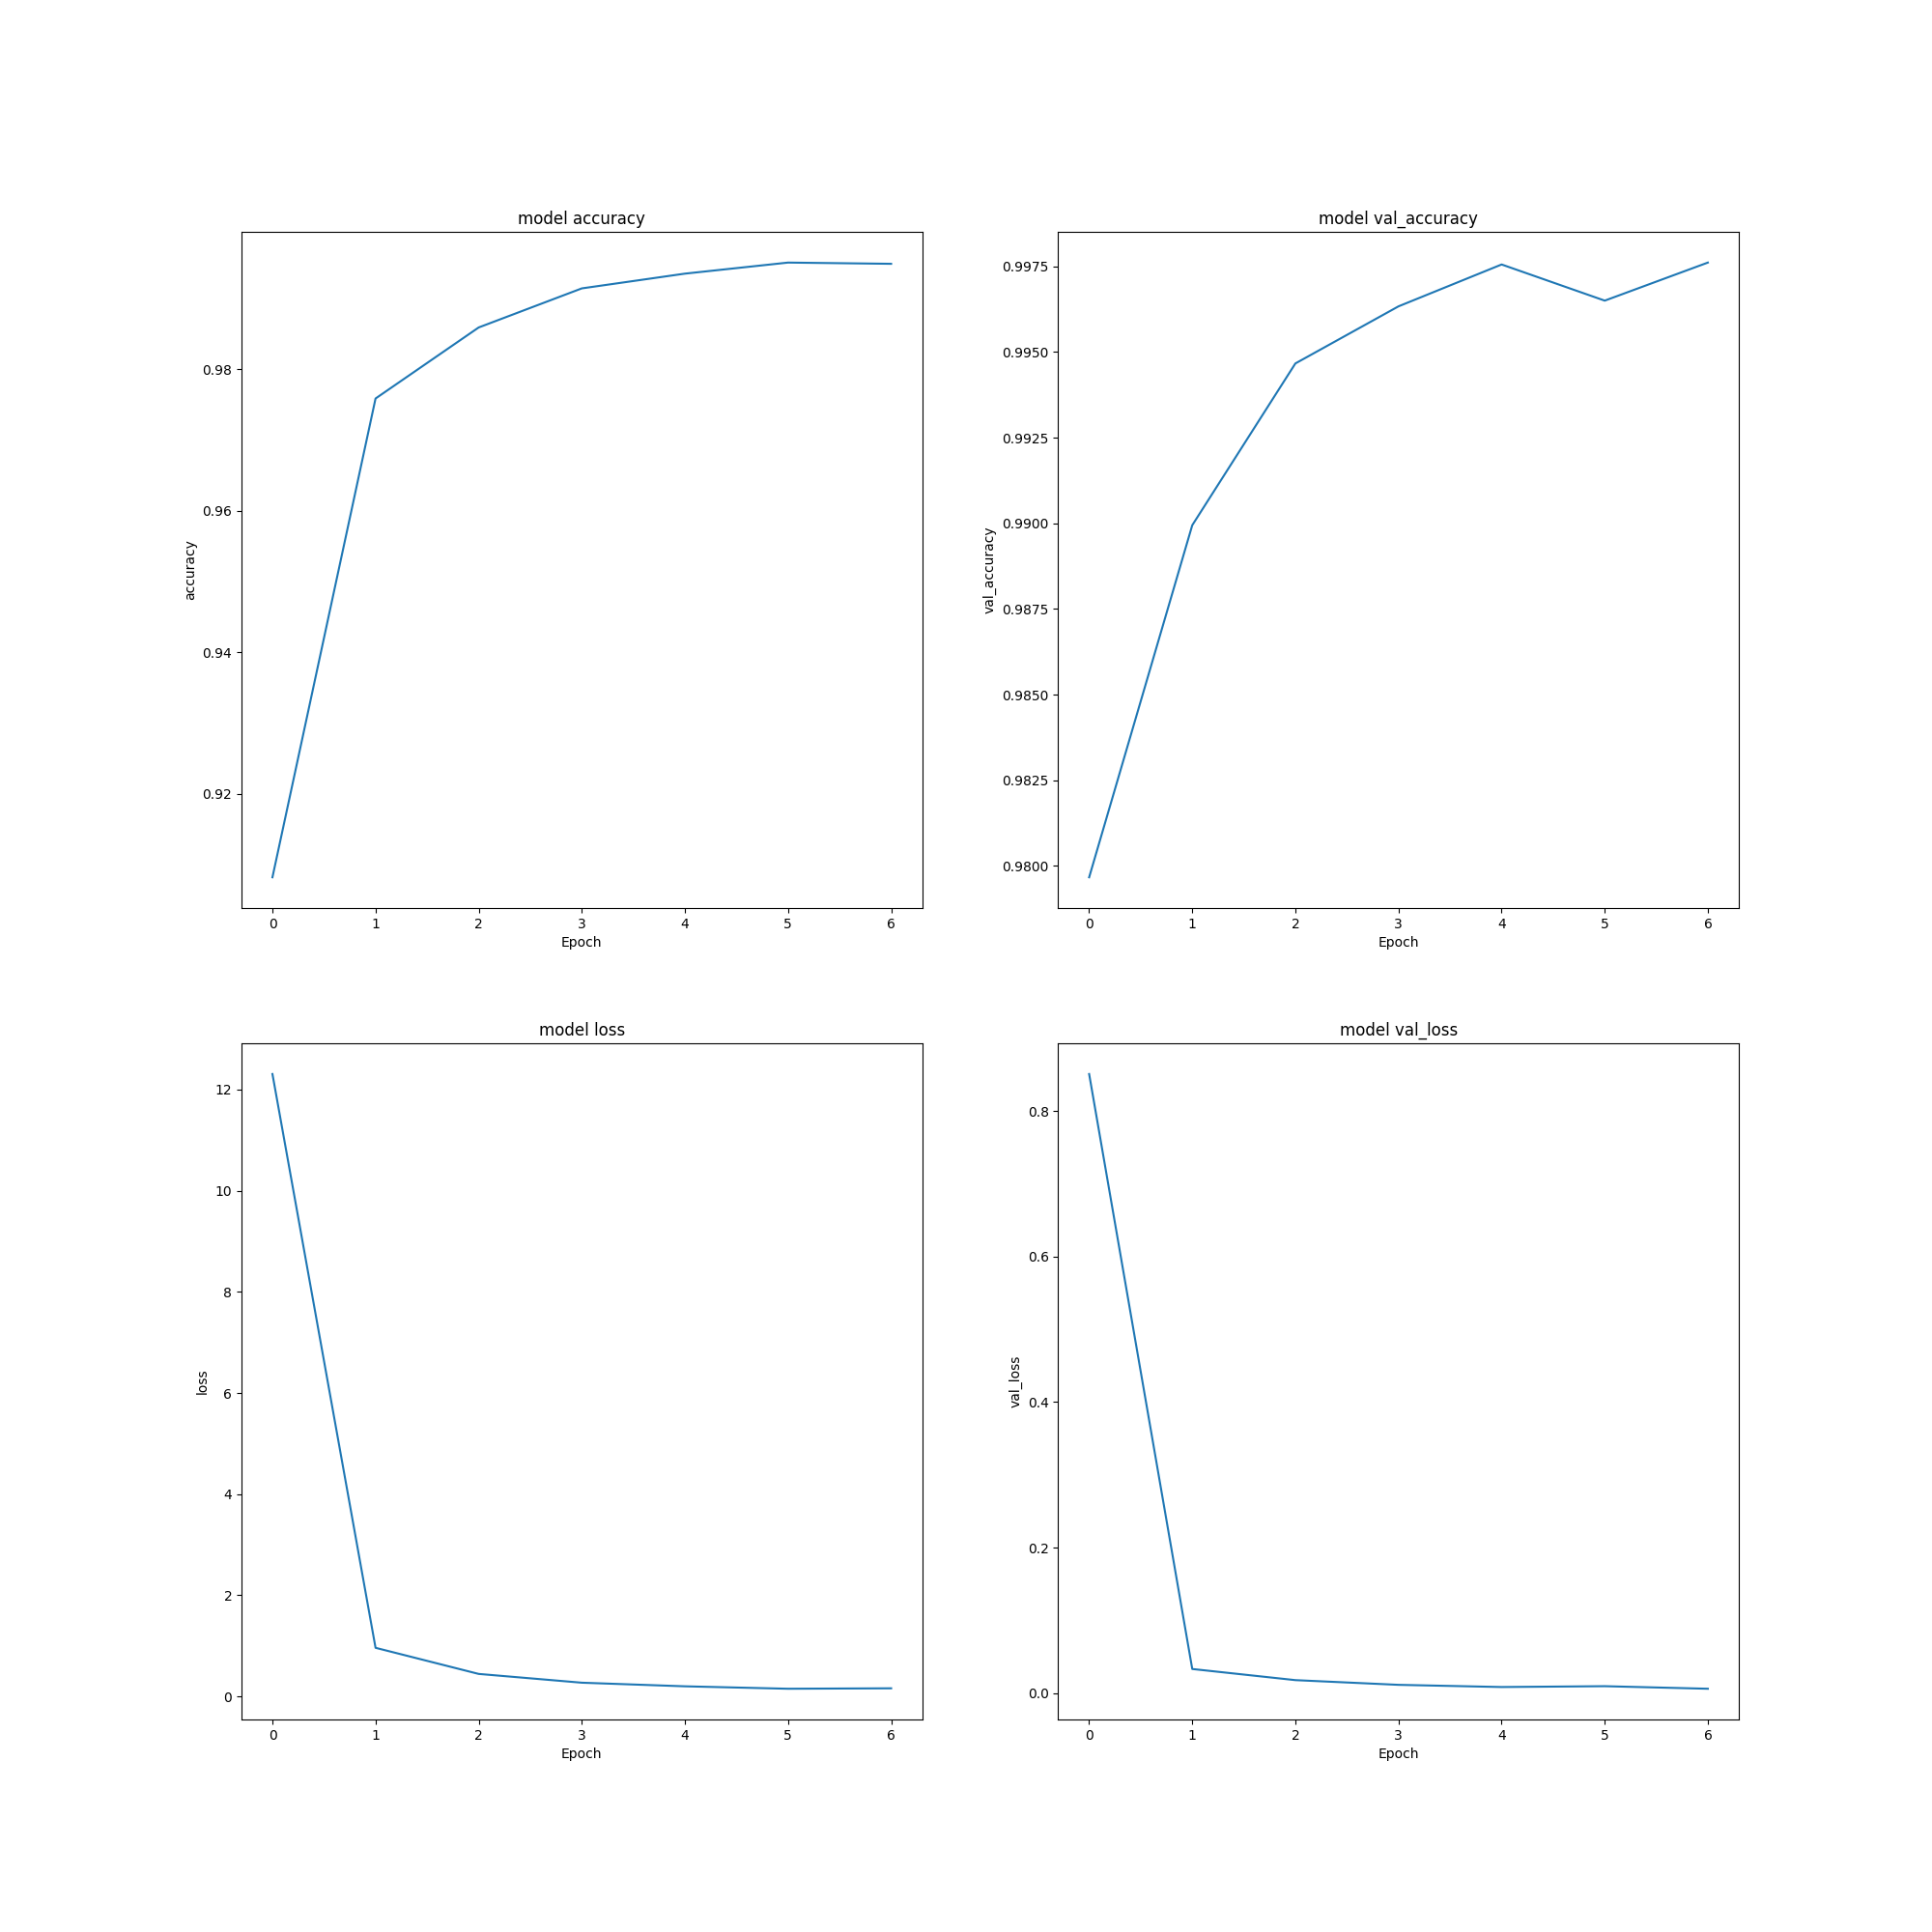 model accuracy
accuracy
0.98
0.96
0.94
0.92
0 1 2 3 4 5 6
Epoch
model val_accuracy
val_accuracy
0.9975
0.9950
0.9925
0.9900
0.9875
0.9850
0.9825
0.9800
0 1 2 3 4 5 6
Epoch
model loss
loss
12
10
8
6
4
2
0
0 1 2 3 4 5 6
Epoch
model val_loss
val_loss
0.8
0.6
0.4
0.2
0.0
0 1 2 3 4 5 6
Epoch